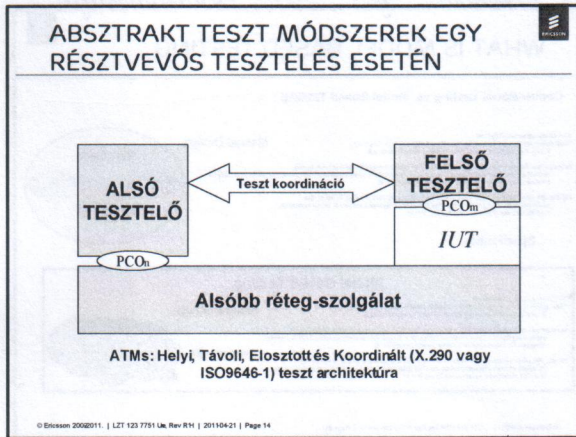 ABSZTRAKT TESZT MÓDSZEREK EGY
RÉSZTVEVŐS TESZTELÉS ESETÉN
ERICSSON
ALSÓ
TESZTELŐ
Teszt koordináció
FELSŐ
TESZTELŐ
PCOm
IUT
PCOn
Alsóbb réteg-szolgálat
ATMs: Helyi, Távoli, Elosztott és Koordinált (X.290 vagy
ISO9646-1) teszt architektúra
© Ericsson 2009-2011. | LZT 123 7751 Ue, Rev R1H | 2011-04-21 | Page 14